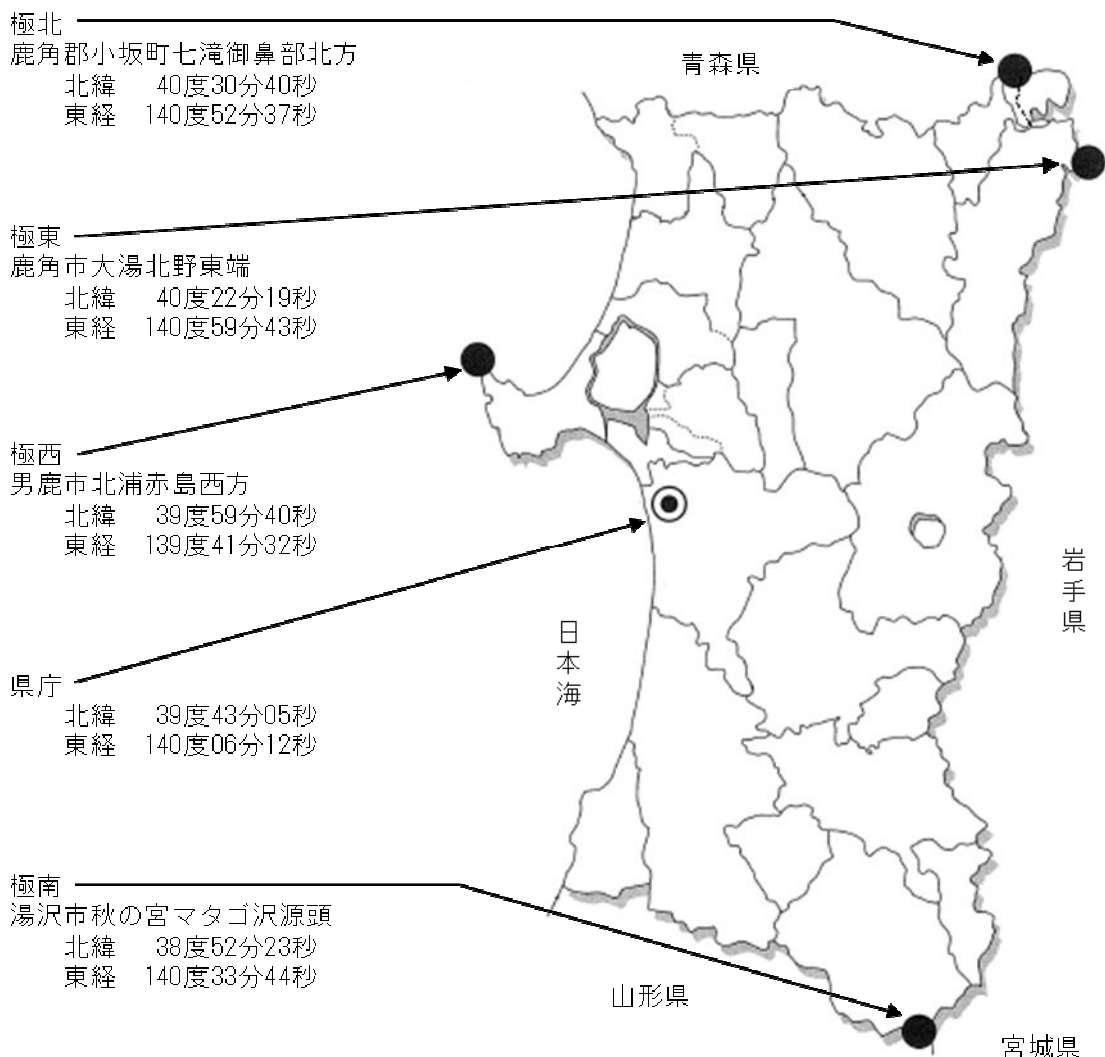 極北
鹿角郡小坂町七滝御鼻部北方
北緯 40度30分40秒
東経 140度52分37秒
青森県
極東
鹿角市大湯北野東端
北緯 40度22分19秒
東経 140度59分43秒
極西
男鹿市北浦赤島西方
北緯 39度59分40秒
東経 139度41分32秒
岩手県
日本海
県庁
北緯 39度43分05秒
東経 140度06分12秒
極南
湯沢市秋の宮マタゴ沢源頭
北緯 38度52分23秒
東経 140度33分44秒
山形県
宮城県